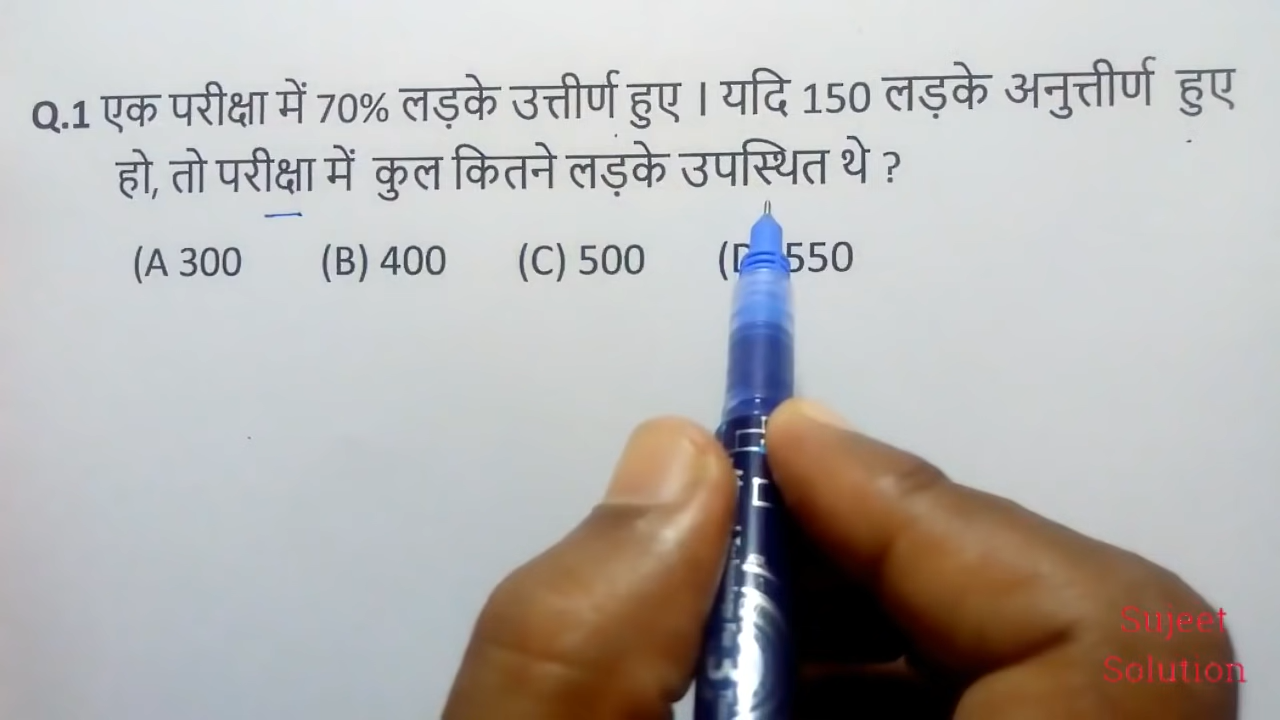 Q.1 एक परीक्षा में 70% लड़के उत्तीर्ण हुए । यदि 150 लड़के अनुत्तीर्ण हुए
हो, तो परीक्षा में कुल कितने लड़के उपस्थित थे ?
(A 300 (B) 400 (C) 500 (D 550
Sujeet
Solution